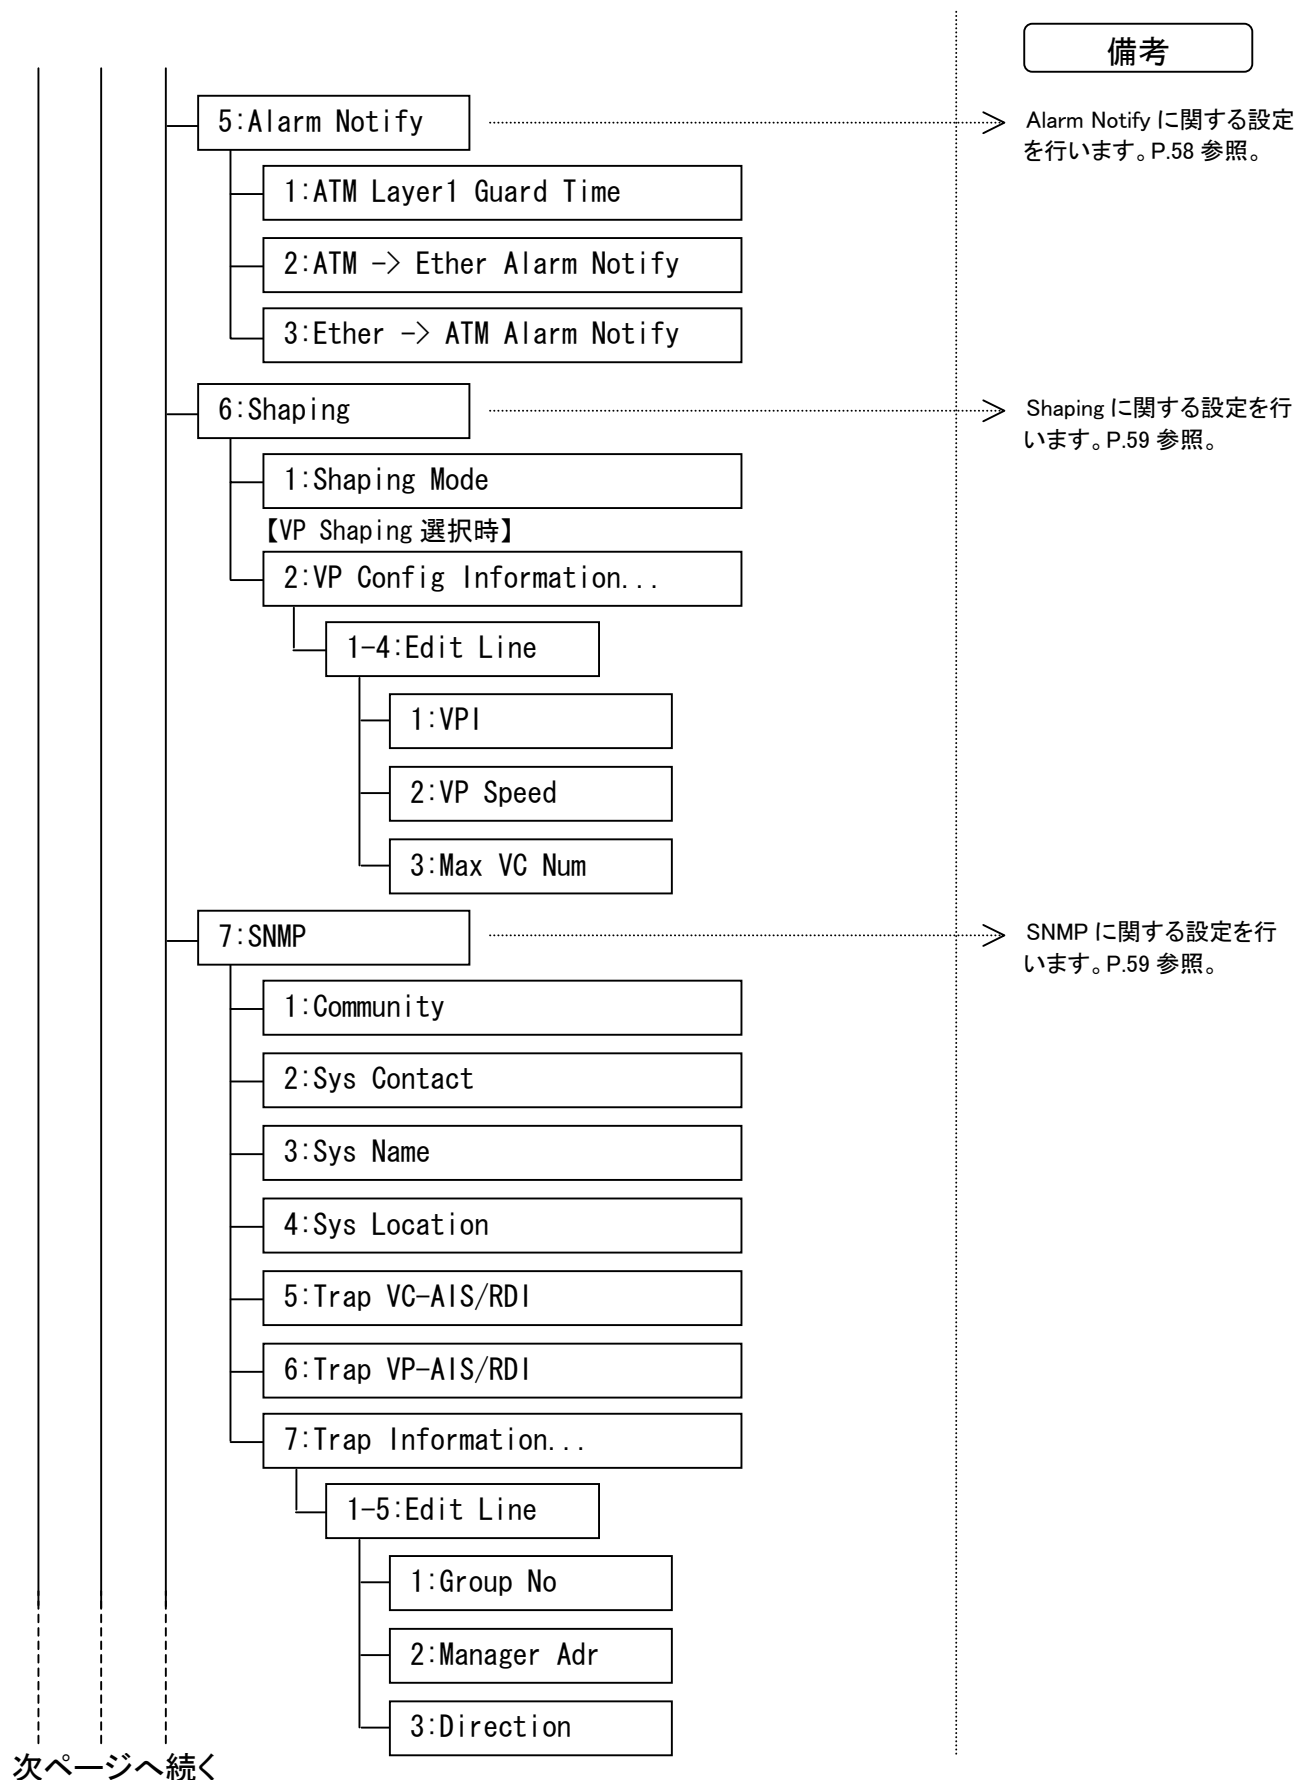 備考
5:Alarm Notify
Alarm Notify に関する設定
を行います。P.58 参照。
1:ATM Layer1 Guard Time
2:ATM -> Ether Alarm Notify
3:Ether -> ATM Alarm Notify
6:Shaping
Shaping に関する設定を行
います。P.59 参照。
1:Shaping Mode
【VP Shaping 選択時】
2:VP Config Information...
1-4:Edit Line
1:VPI
2:VP Speed
3:Max VC Num
7:SNMP
SNMP に関する設定を行
います。P.59 参照。
1:Community
2:Sys Contact
3:Sys Name
4:Sys Location
5:Trap VC-AIS/RDI
6:Trap VP-AIS/RDI
7:Trap Information...
1-5:Edit Line
1:Group No
2:Manager Adr
3:Direction
次ページへ続く